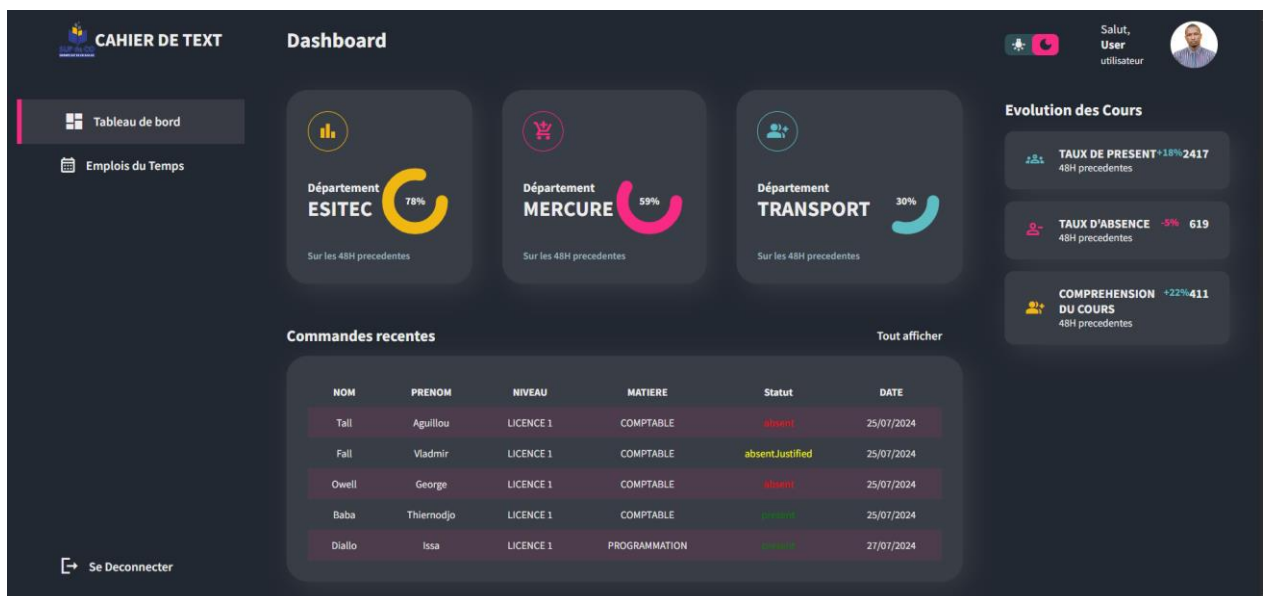 CAHIER DE TEXT
Tableau de bord
Emplois du Temps
Se Deconnecter
Dashboard
Département
ESITEC
78%
Sur les 48H precedentes
Département
MERCURE
59%
Sur les 48H precedentes
Département
TRANSPORT
30%
Sur les 48H precedentes
Commandes recentes Tout afficher
NOM PRENOM NIVEAU MATIERE Statut DATE
Tall Aguillou LICENCE 1 COMPTABLE absent 25/07/2024
Fall Vladmir LICENCE 1 COMPTABLE absentJustified 25/07/2024
Owell George LICENCE 1 COMPTABLE absent 25/07/2024
Baba Thiernodjo LICENCE 1 COMPTABLE present 25/07/2024
Diallo Issa LICENCE 1 PROGRAMMATION present 27/07/2024
Salut,
User
utilisateur
Evolution des Cours
TAUX DE PRESENT +18% 2417
48H precedentes
TAUX D'ABSENCE -5% 619
48H precedentes
COMPREHENSION +22% 411
DU COURS
48H precedentes